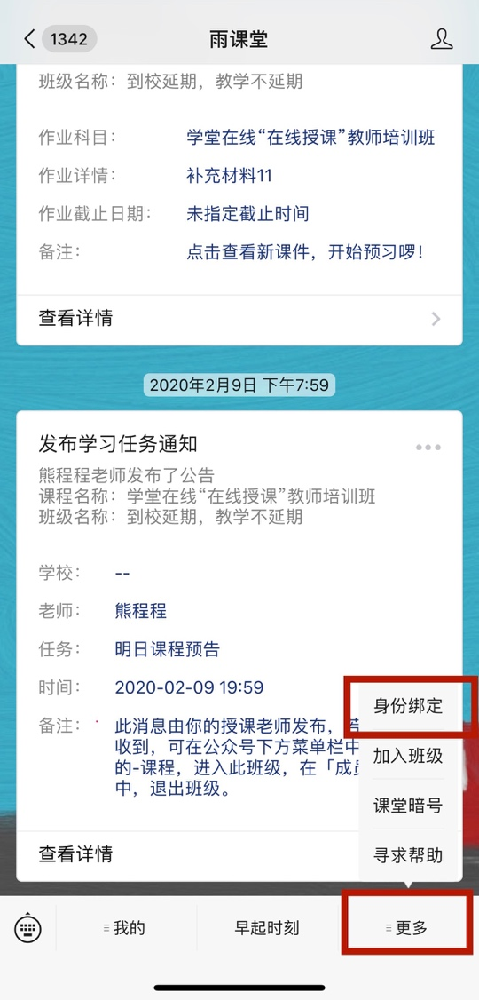 1342
雨课堂
班级名称：到校延期，教学不延期
作业科目： 学堂在线“在线授课”教师培训班
作业详情： 补充材料11
作业截止日期： 未指定截止时间
备注： 点击查看新课件，开始预习啰！
查看详情
2020年2月9日 下午7:59
发布学习任务通知
熊程程老师发布了公告
课程名称：学堂在线“在线授课”教师培训班
班级名称：到校延期，教学不延期
学校： --
老师： 熊程程
任务： 明日课程预告
时间： 2020-02-09 19:59
备注： 此消息由你的授课老师发布，
收到，可在公众号下方菜单栏中
的-课程，进入此班级，在「成员
中，退出班级。
查看详情
身份绑定
加入班级
课堂暗号
寻求帮助
我的
早起时刻
更多